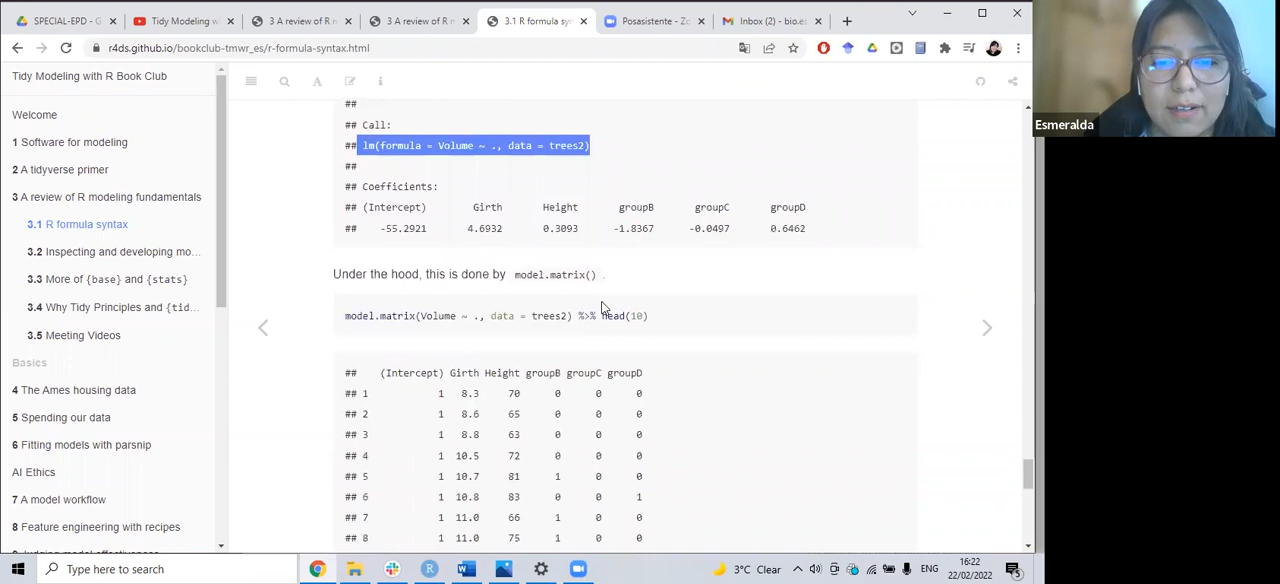 SPECIAL-EPD - G
Tidy Modeling w
3 A review of R m
3 A review of R m
3.1 R formula syn
Posasistente - Zo
Inbox (2) - bio.es
r4ds.github.io/bookclub-tmwr_es/r-formula-syntax.html
Tidy Modeling with R Book Club
Welcome
1 Software for modeling
2 A tidyverse primer
3 A review of R modeling fundamentals
3.1 R formula syntax
3.2 Inspecting and developing mo...
3.3 More of {base} and {stats}
3.4 Why Tidy Principles and {tid...
3.5 Meeting Videos
Basics
4 The Ames housing data
5 Spending our data
6 Fitting models with parsnip
AI Ethics
7 A model workflow
8 Feature engineering with recipes
9 Judging model effectiveness
##
## Call:
## lm(formula = Volume ~ ., data = trees2)
##
## Coefficients:
## (Intercept) Girth Height groupB groupC groupD
## -55.2921 4.6932 0.3093 -1.8367 -0.0497 0.6462
Under the hood, this is done by model.matrix() .
model.matrix(Volume ~ ., data = trees2) %>% head(10)
## (Intercept) Girth Height groupB groupC groupD
## 1 1 8.3 70 0 0 0
## 2 1 8.6 65 0 0 0
## 3 1 8.8 63 0 0 0
## 4 1 10.5 72 0 0 0
## 5 1 10.7 81 1 0 0
## 6 1 10.8 83 0 0 1
## 7 1 11.0 66 1 0 0
## 8 1 11.0 75 1 0 0
Esmeralda
Type here to search
3°C Clear
ENG
16:22
22/02/2022
5